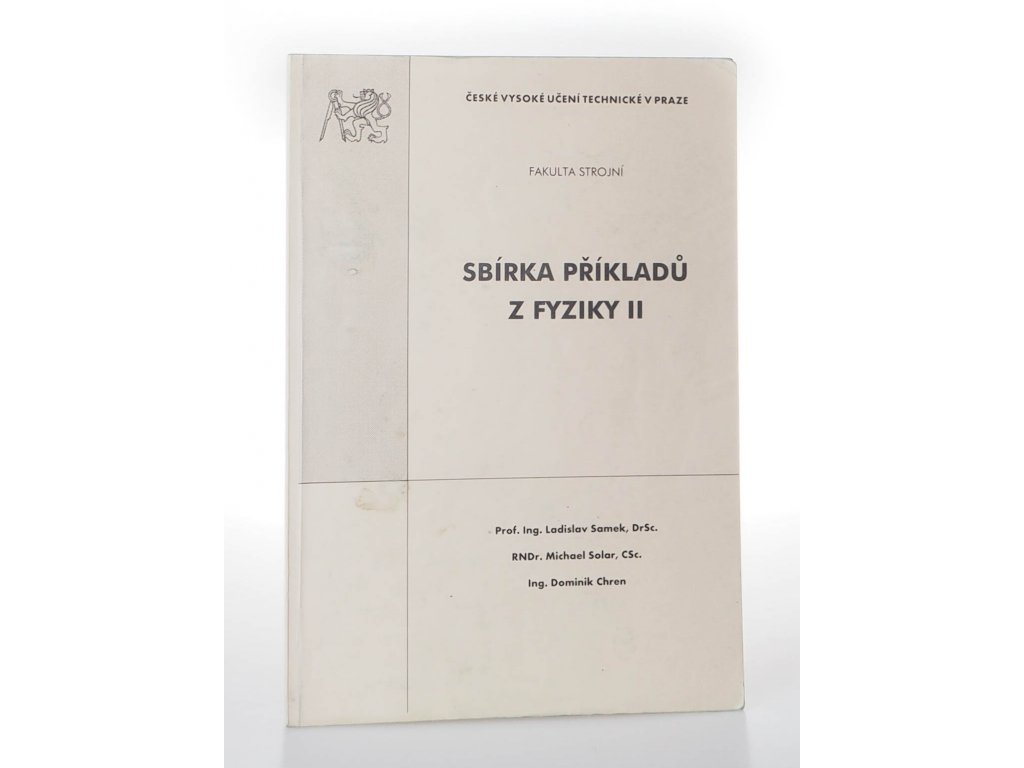 ČESKÉ VYSOKÉ UČENÍ TECHNICKÉ V PRAZE
FAKULTA STROJNÍ
SBÍRKA PŘÍKLADŮ
Z FYZIKY II
Prof. Ing. Ladislav Samek, DrSc.
RNDr. Michael Solar, CSc.
Ing. Dominik Chren